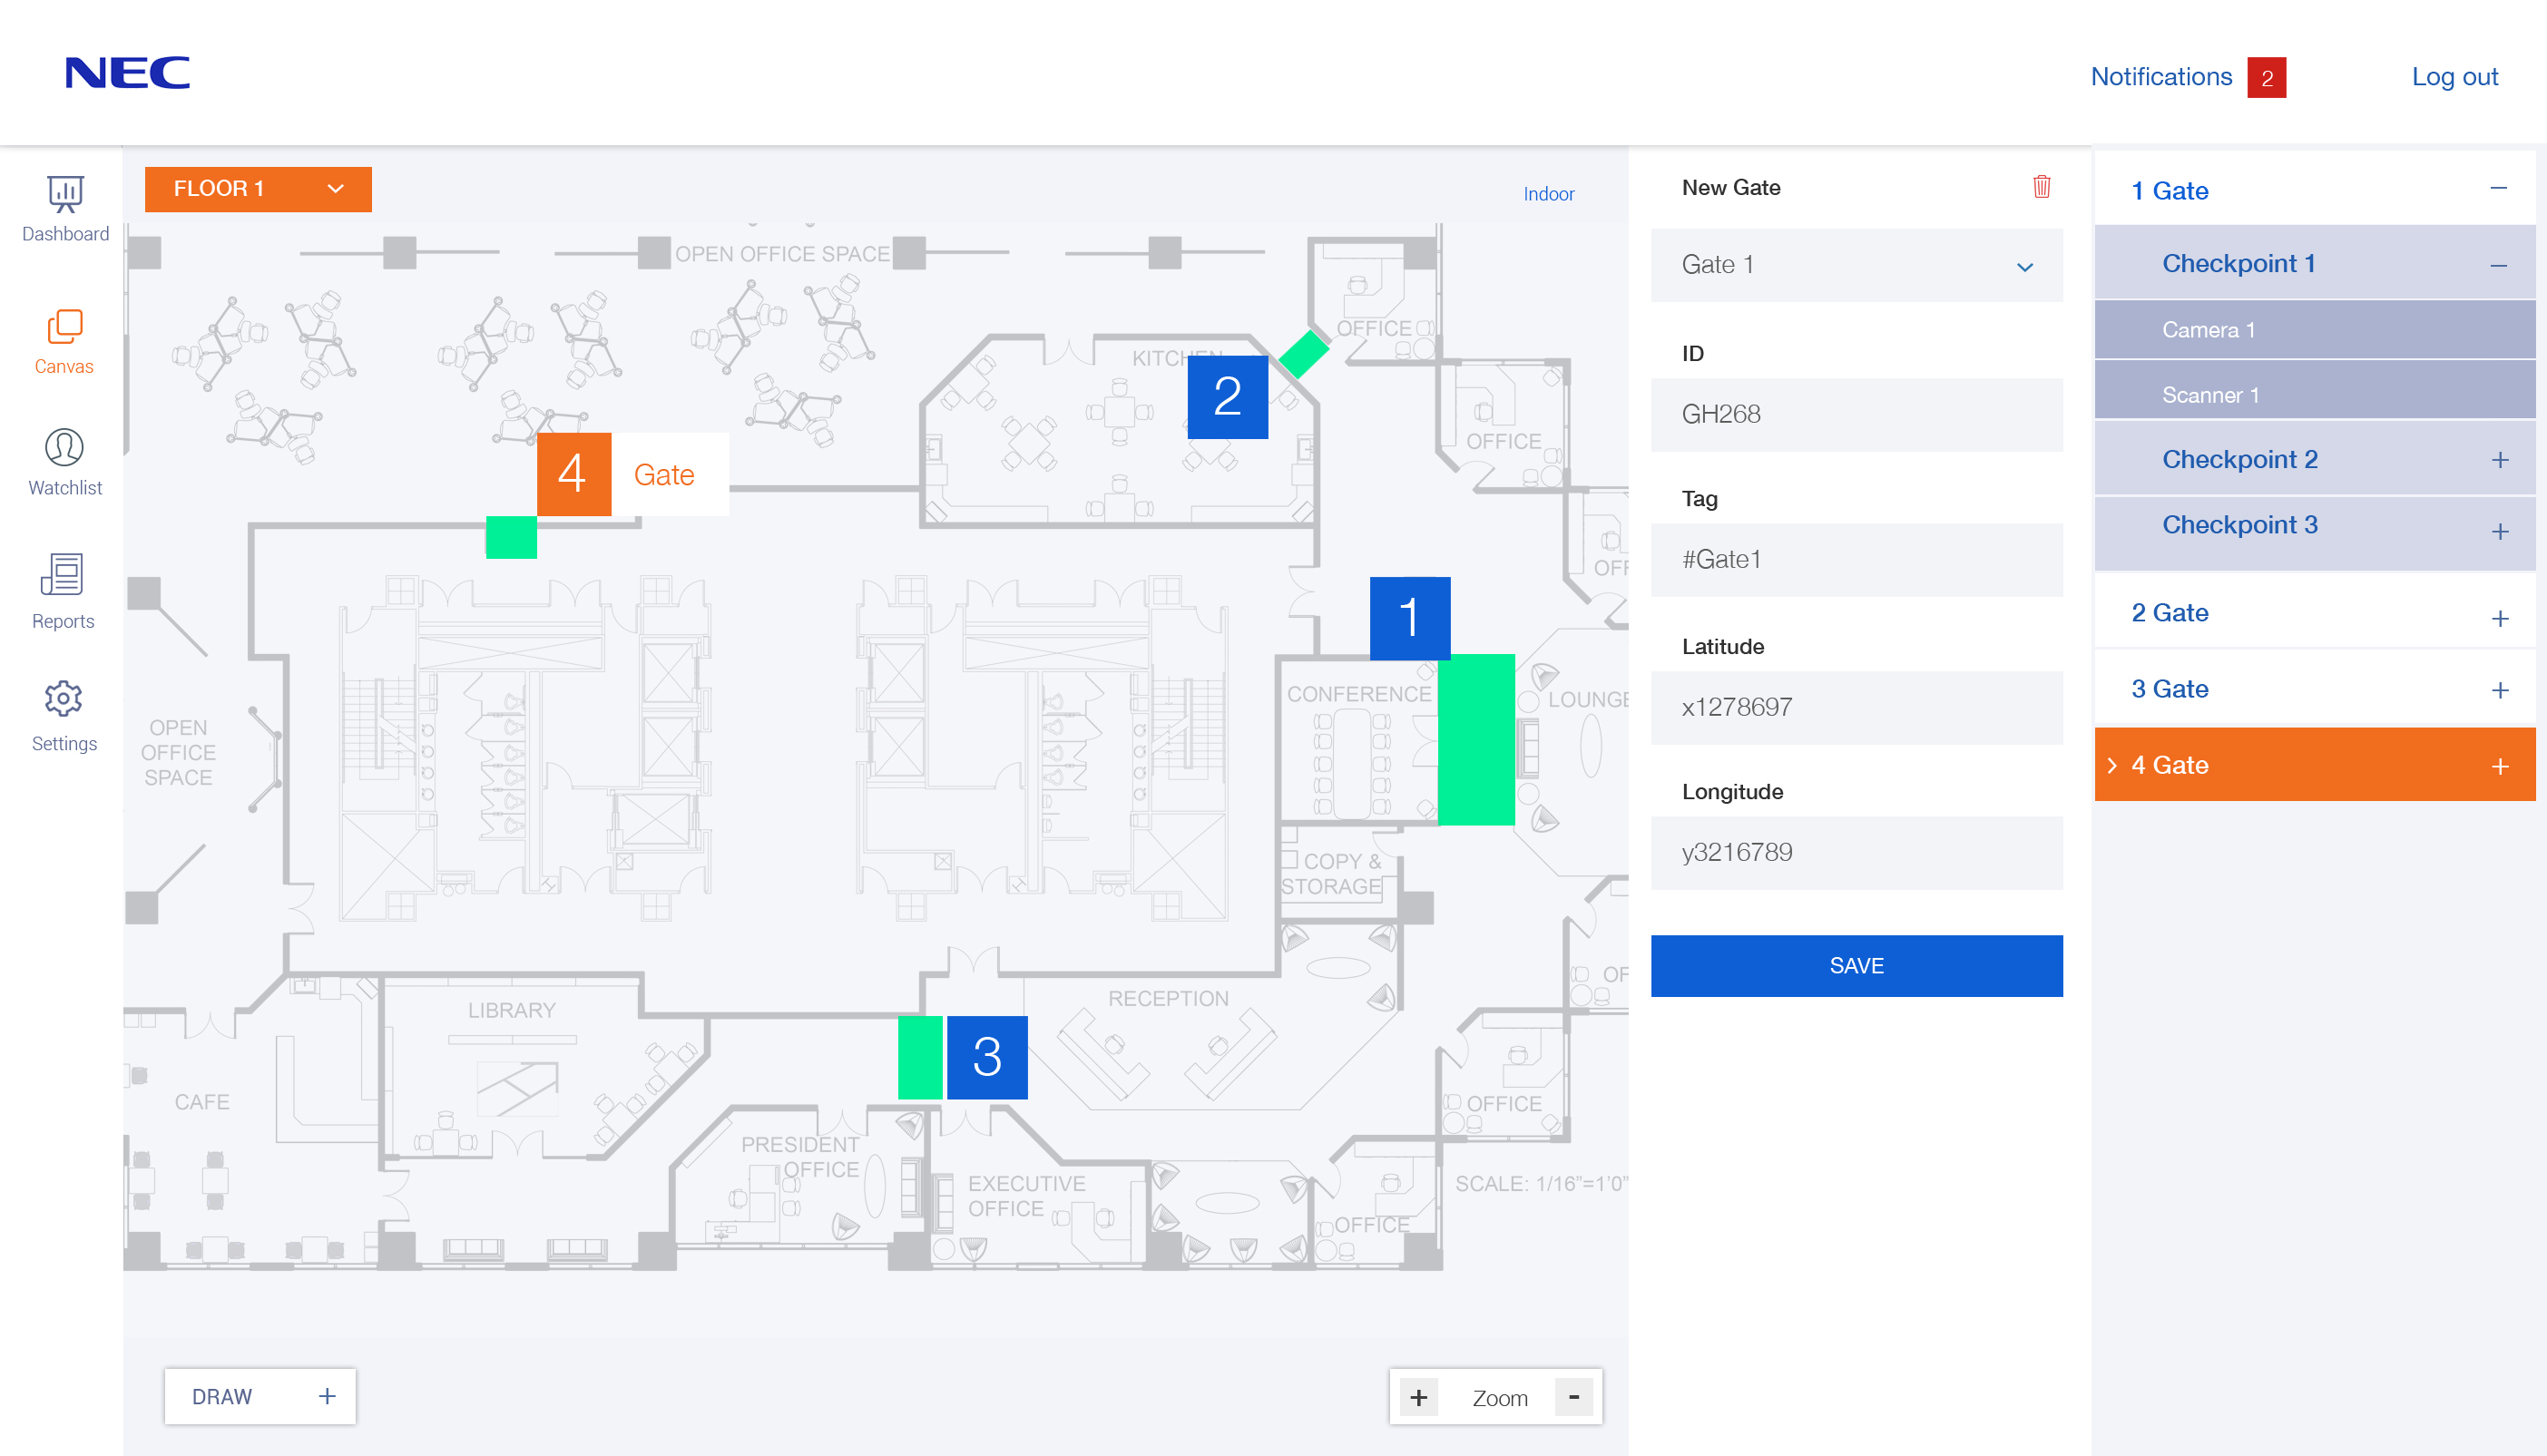 NEC
Notifications 2
Log out
Dashboard
Canvas
Watchlist
Reports
Settings
FLOOR 1
Indoor
OPEN OFFICE SPACE
OFFICE
KITCHEN
2
OFFICE
4 Gate
OFF
1
CONFERENCE
LOUNGE
OPEN
OFFICE
SPACE
COPY &
STORAGE
OF
RECEPTION
LIBRARY
3
CAFE
OFFICE
PRESIDENT
OFFICE
EXECUTIVE
OFFICE
SCALE: 1/16”=1’0”
OFFICE
DRAW +
+ Zoom -
New Gate
Gate 1
ID
GH268
Tag
#Gate1
Latitude
x1278697
Longitude
y3216789
SAVE
1 Gate
Checkpoint 1
Camera 1
Scanner 1
Checkpoint 2
Checkpoint 3
2 Gate
3 Gate
4 Gate